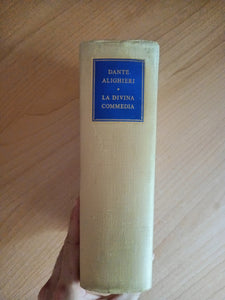 DANTE
ALIGHIERI
LA DIVINA
COMMEDIA